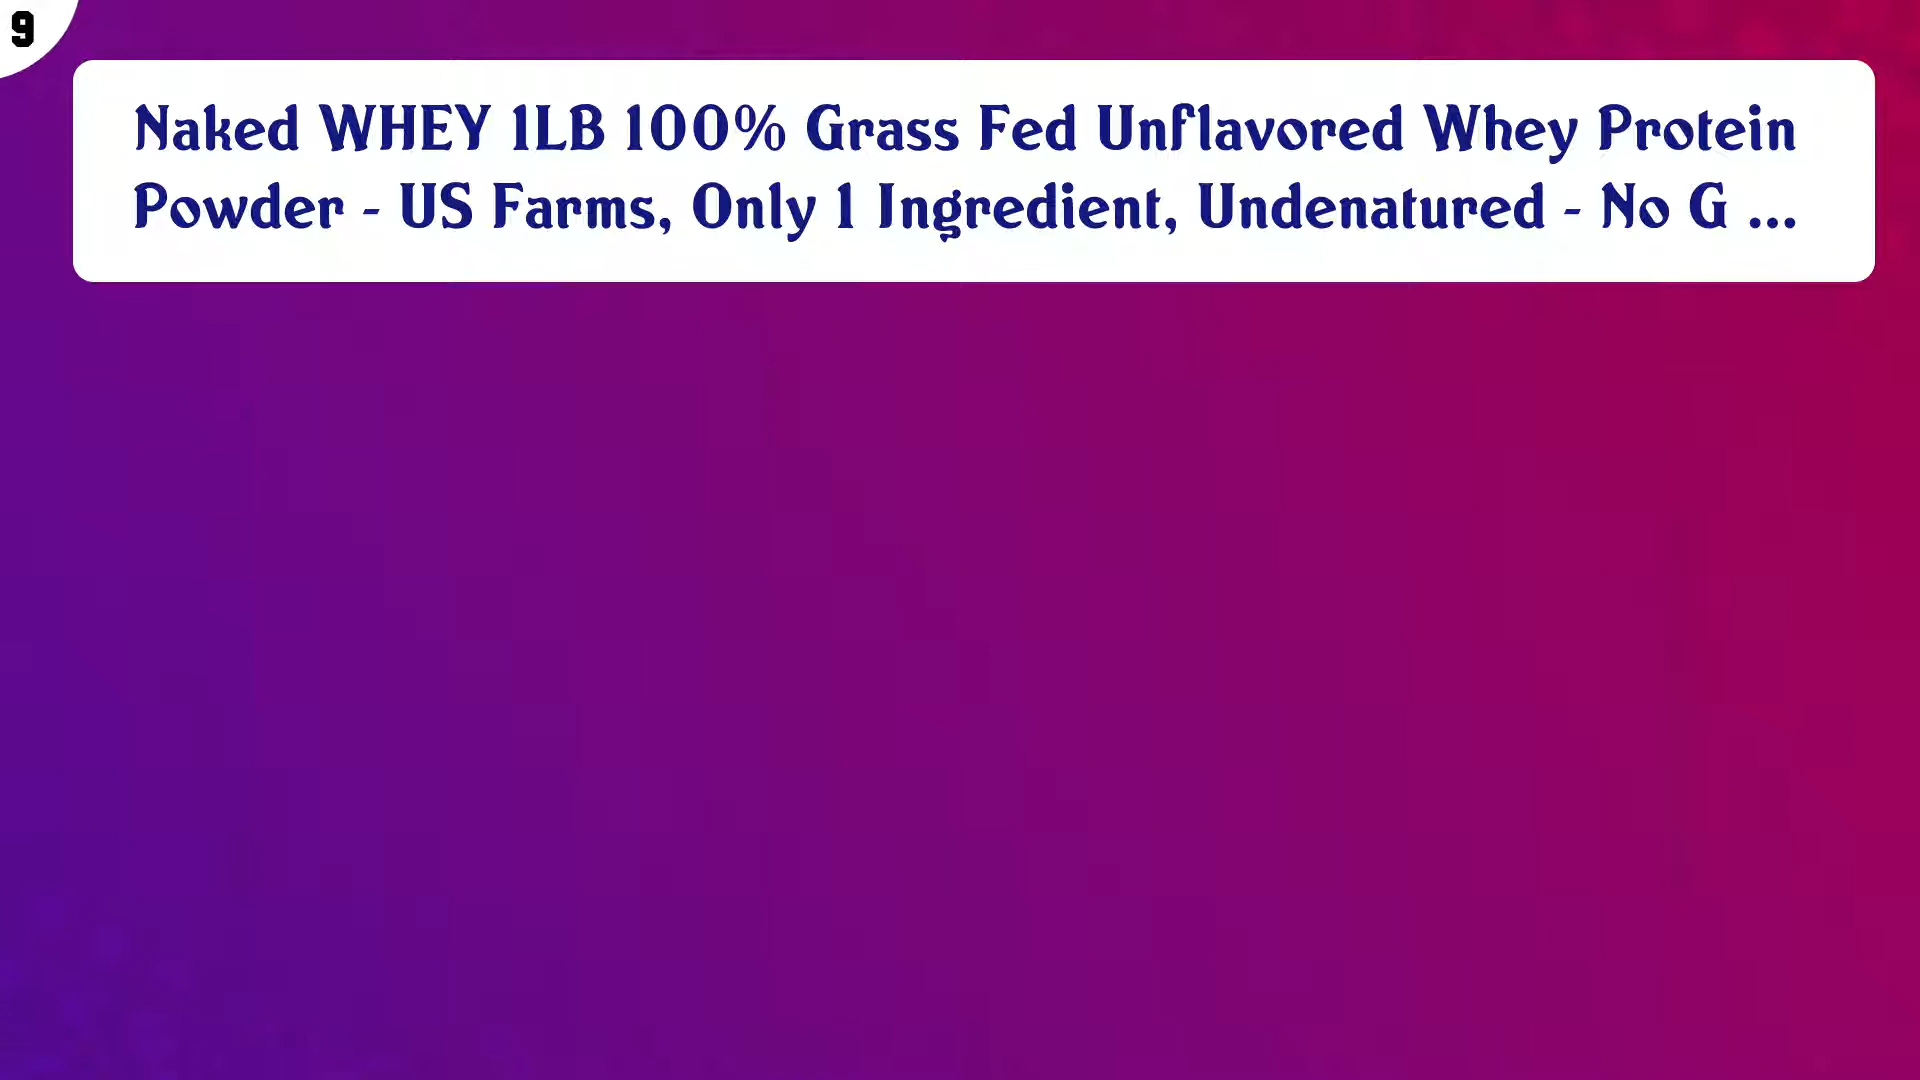 9
Naked WHEY 1LB 100% Grass Fed Unflavored Whey Protein
Powder - US Farms, Only 1 Ingredient, Undenatured - No G ...